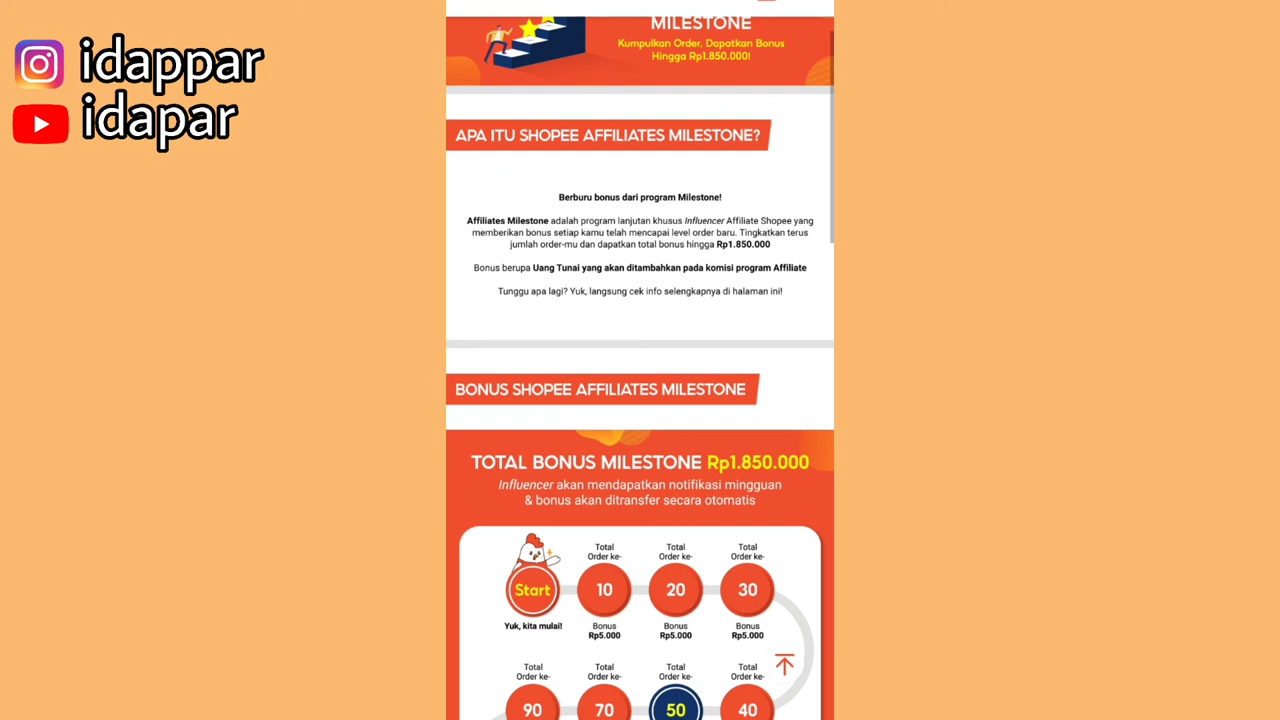 idappar
idapar
MILESTONE
Kumpulkan Order, Dapatkan Bonus
Hingga Rp1.850.000!
APA ITU SHOPEE AFFILIATES MILESTONE?
Berburu bonus dari program Milestone!
Affiliates Milestone adalah program lanjutan khusus Influencer Affiliate Shopee yang
memberikan bonus setiap kamu telah mencapai level order baru. Tingkatkan terus
jumlah order-mu dan dapatkan total bonus hingga Rp1.850.000
Bonus berupa Uang Tunai yang akan ditambahkan pada komisi program Affiliate
Tunggu apa lagi? Yuk, langsung cek info selengkapnya di halaman ini!
BONUS SHOPEE AFFILIATES MILESTONE
TOTAL BONUS MILESTONE Rp1.850.000
Influencer akan mendapatkan notifikasi mingguan
& bonus akan ditransfer secara otomatis
Total Total Total
Order ke- Order ke- Order ke-
Start 10 20 30
Yuk, kita mulai! Bonus Bonus Bonus
Rp5.000 Rp5.000 Rp5.000
Total Total Total Total
Order ke- Order ke- Order ke- Order ke-
90 70 50 40